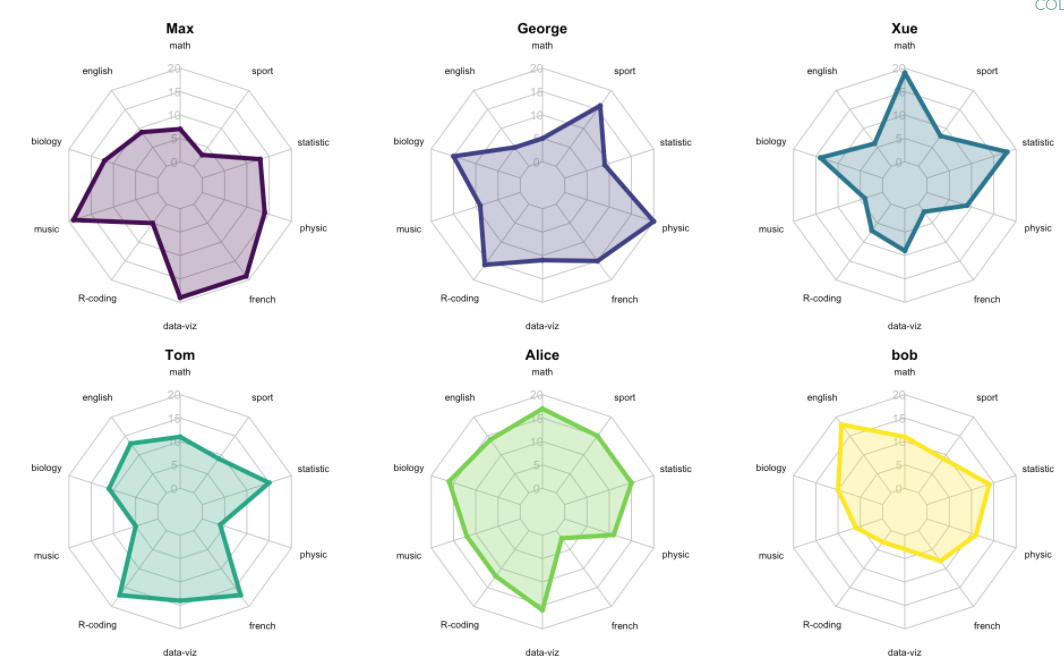 COL
Max
math
english
sport
20
15
10
5
0
biology
statistic
music
physic
R-coding
french
data-viz
George
math
english
sport
20
15
10
5
0
biology
statistic
music
physic
R-coding
french
data-viz
Xue
math
english
sport
20
15
10
5
0
biology
statistic
music
physic
R-coding
french
data-viz
Tom
math
english
sport
20
15
10
5
0
biology
statistic
music
physic
R-coding
french
data-viz
Alice
math
english
sport
20
15
10
5
0
biology
statistic
music
physic
R-coding
french
data-viz
bob
math
english
sport
20
15
10
5
0
biology
statistic
music
physic
R-coding
french
data-viz